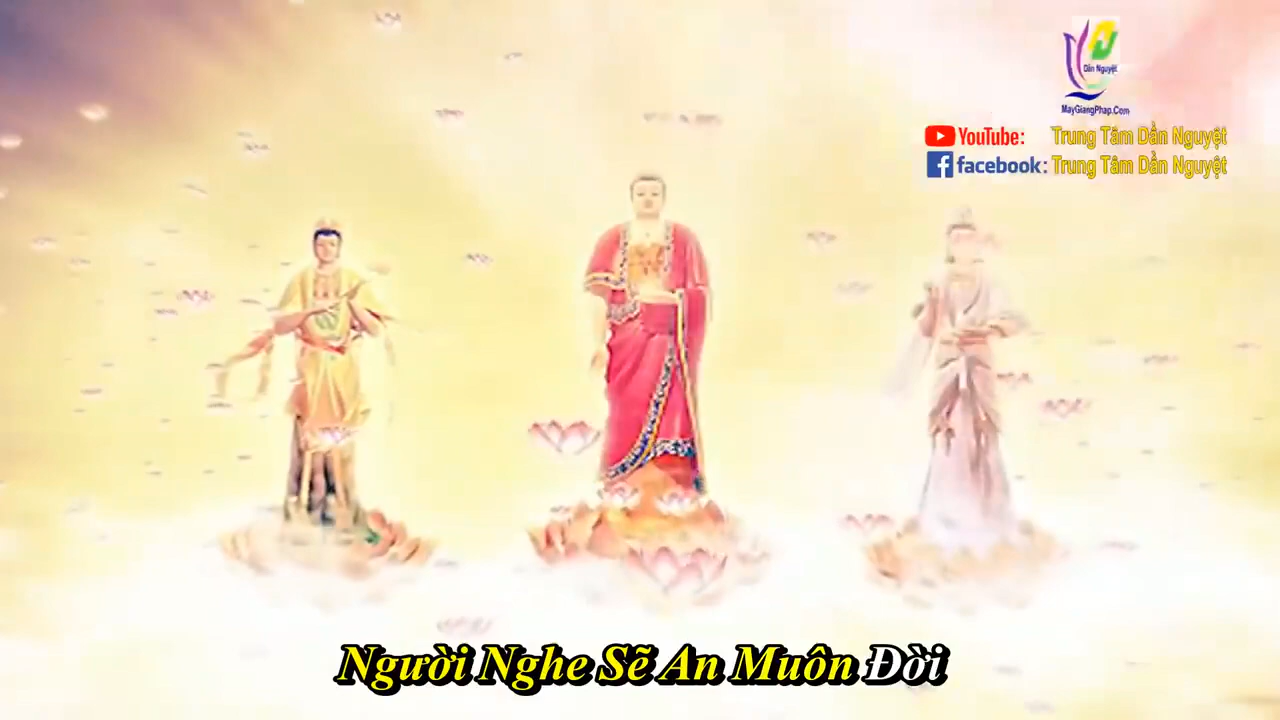 Dần Nguyệt
MayGiangPhap.Com
YouTube: Trung Tâm Dần Nguyệt
facebook: Trung Tâm Dần Nguyệt
Người Nghe Sẽ An Muôn Đời